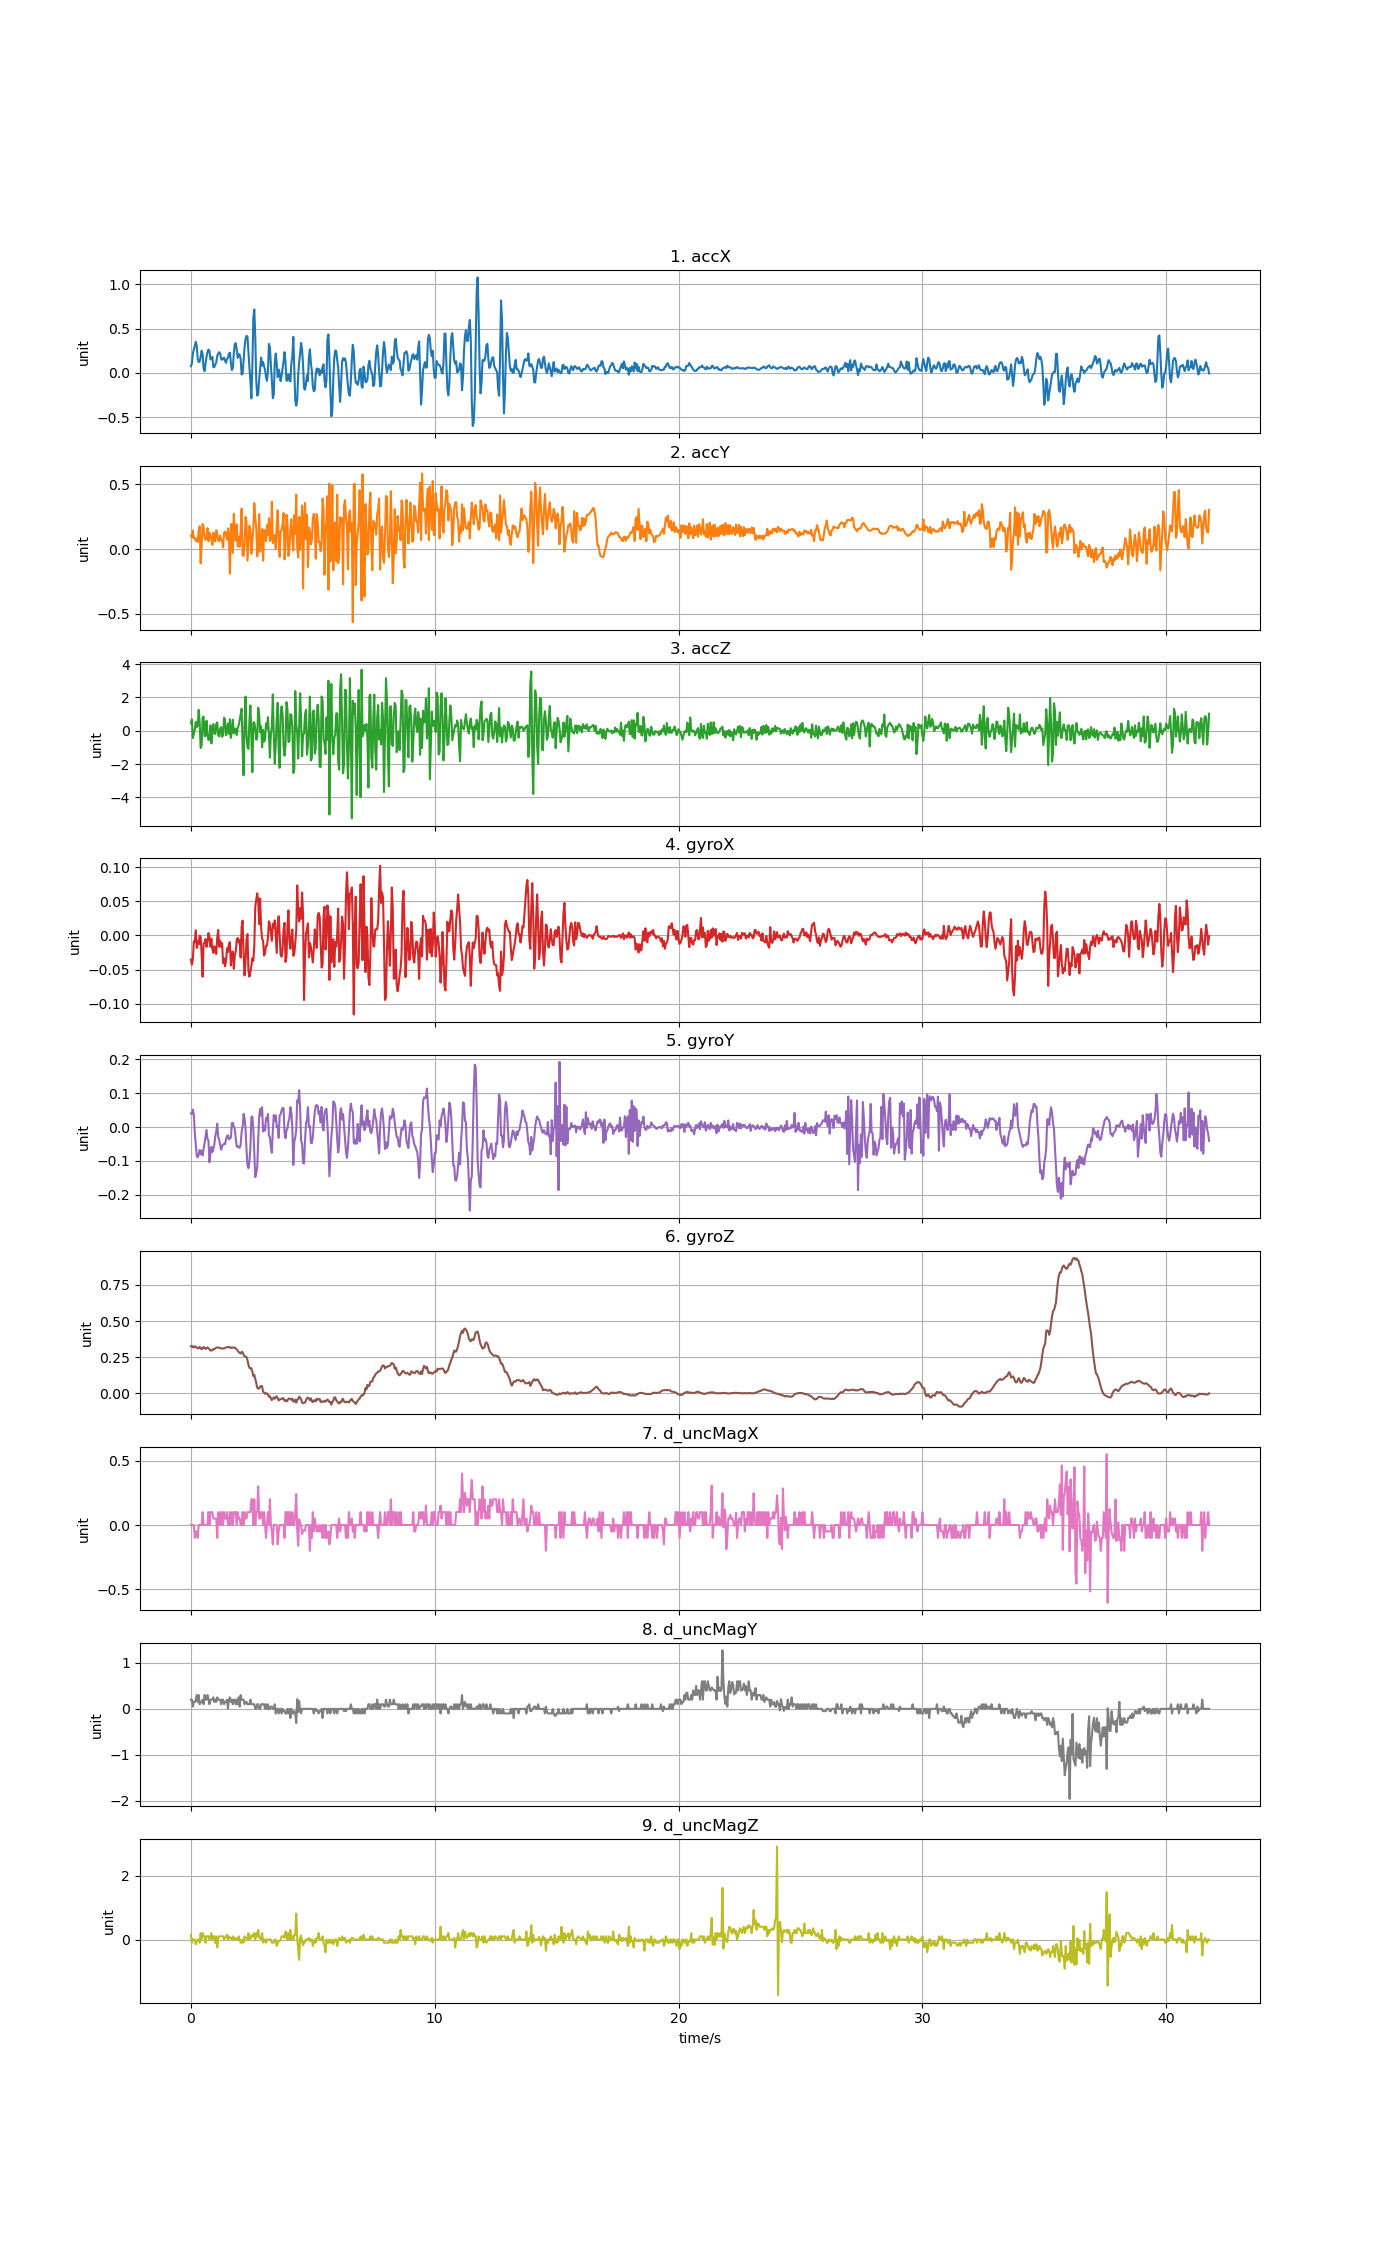 1. accX
1.0
0.5
0.0
−0.5
unit
2. accY
0.5
0.0
−0.5
unit
3. accZ
4
2
0
−2
−4
unit
4. gyroX
0.10
0.05
0.00
−0.05
−0.10
unit
5. gyroY
0.2
0.1
0.0
−0.1
−0.2
unit
6. gyroZ
0.75
0.50
0.25
0.00
unit
7. d_uncMagX
0.5
0.0
−0.5
unit
8. d_uncMagY
1
0
−1
−2
unit
9. d_uncMagZ
2
0
unit
0 10 20 30 40
time/s